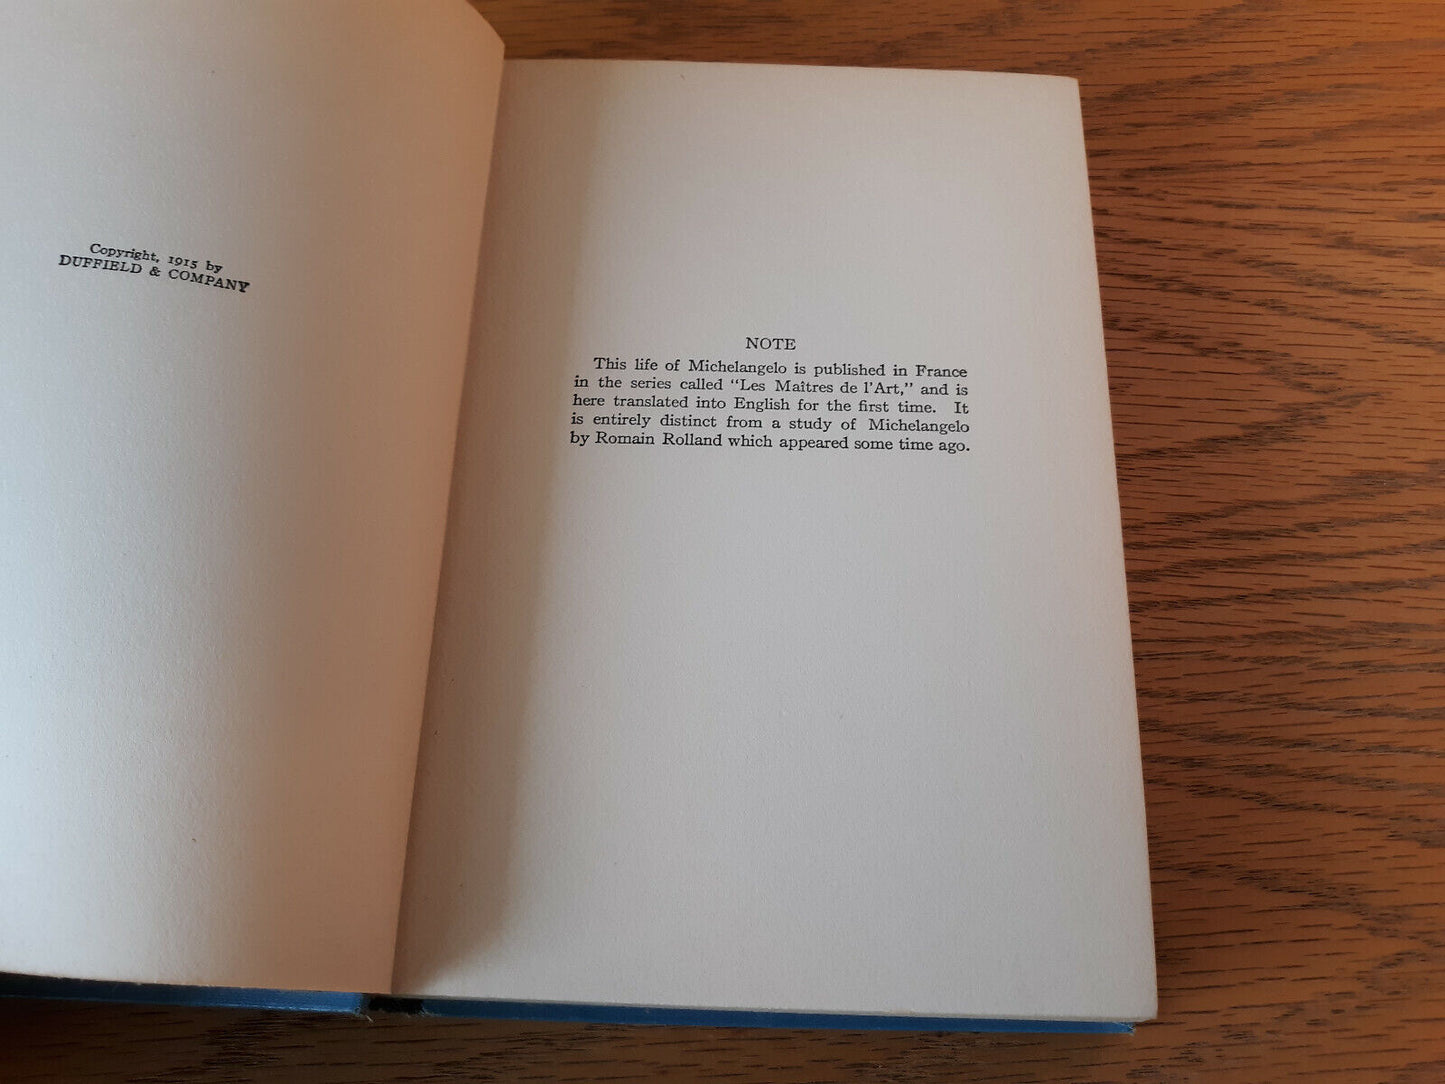 Copyright, 1915 by
DUFFIELD & COMPANY
NOTE
This life of Michelangelo is published in France
in the series called "Les Maîtres de l'Art," and is
here translated into English for the first time. It
is entirely distinct from a study of Michelangelo
by Romain Rolland which appeared some time ago.